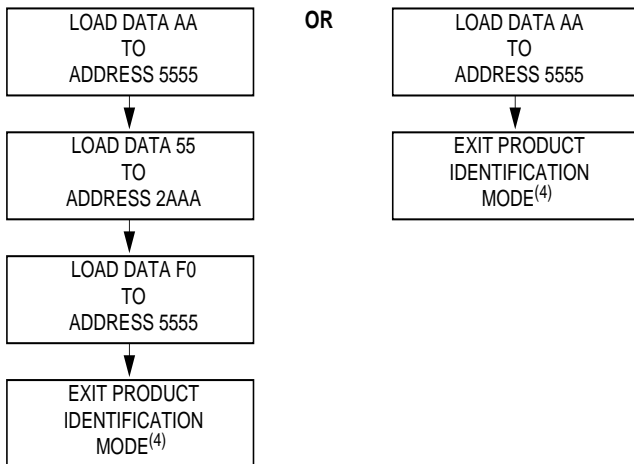 LOAD DATA AA
TO
ADDRESS 5555
LOAD DATA 55
TO
ADDRESS 2AAA
LOAD DATA F0
TO
ADDRESS 5555
EXIT PRODUCT
IDENTIFICATION
MODE(4)
OR
LOAD DATA AA
TO
ADDRESS 5555
EXIT PRODUCT
IDENTIFICATION
MODE(4)